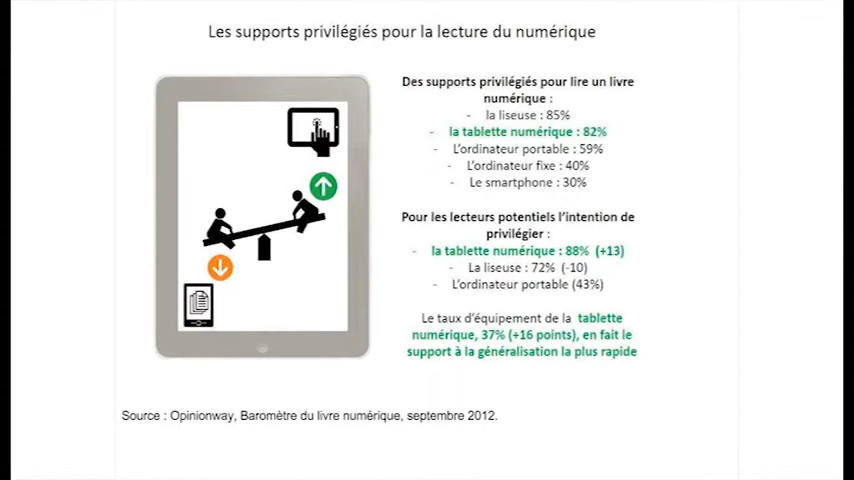 Les supports privilégiés pour la lecture du numérique
Des supports privilégiés pour lire un livre
numérique :
- la liseuse : 85%
- la tablette numérique : 82%
- L'ordinateur portable : 59%
- L'ordinateur fixe : 40%
- Le smartphone : 30%
Pour les lecteurs potentiels l'intention de
privilégier :
- la tablette numérique : 88% (+13)
- La liseuse : 72% (-10)
- L'ordinateur portable (43%)
Le taux d'équipement de la tablette
numérique, 37% (+16 points), en fait le
support à la généralisation la plus rapide
Source : Opinionway, Baromètre du livre numérique, septembre 2012.